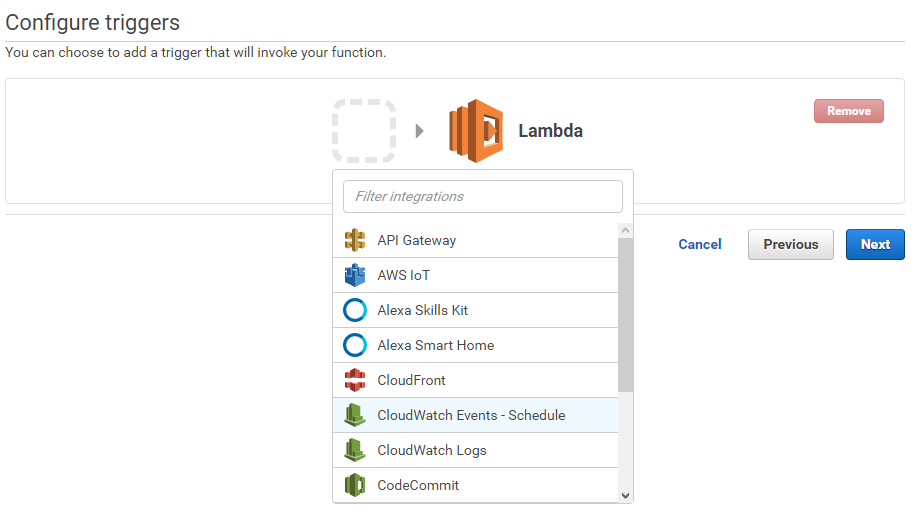 Configure triggers
You can choose to add a trigger that will invoke your function.
Lambda
Remove
Filter integrations
API Gateway
AWS IoT
Alexa Skills Kit
Alexa Smart Home
CloudFront
CloudWatch Events - Schedule
CloudWatch Logs
CodeCommit
Cancel
Previous
Next